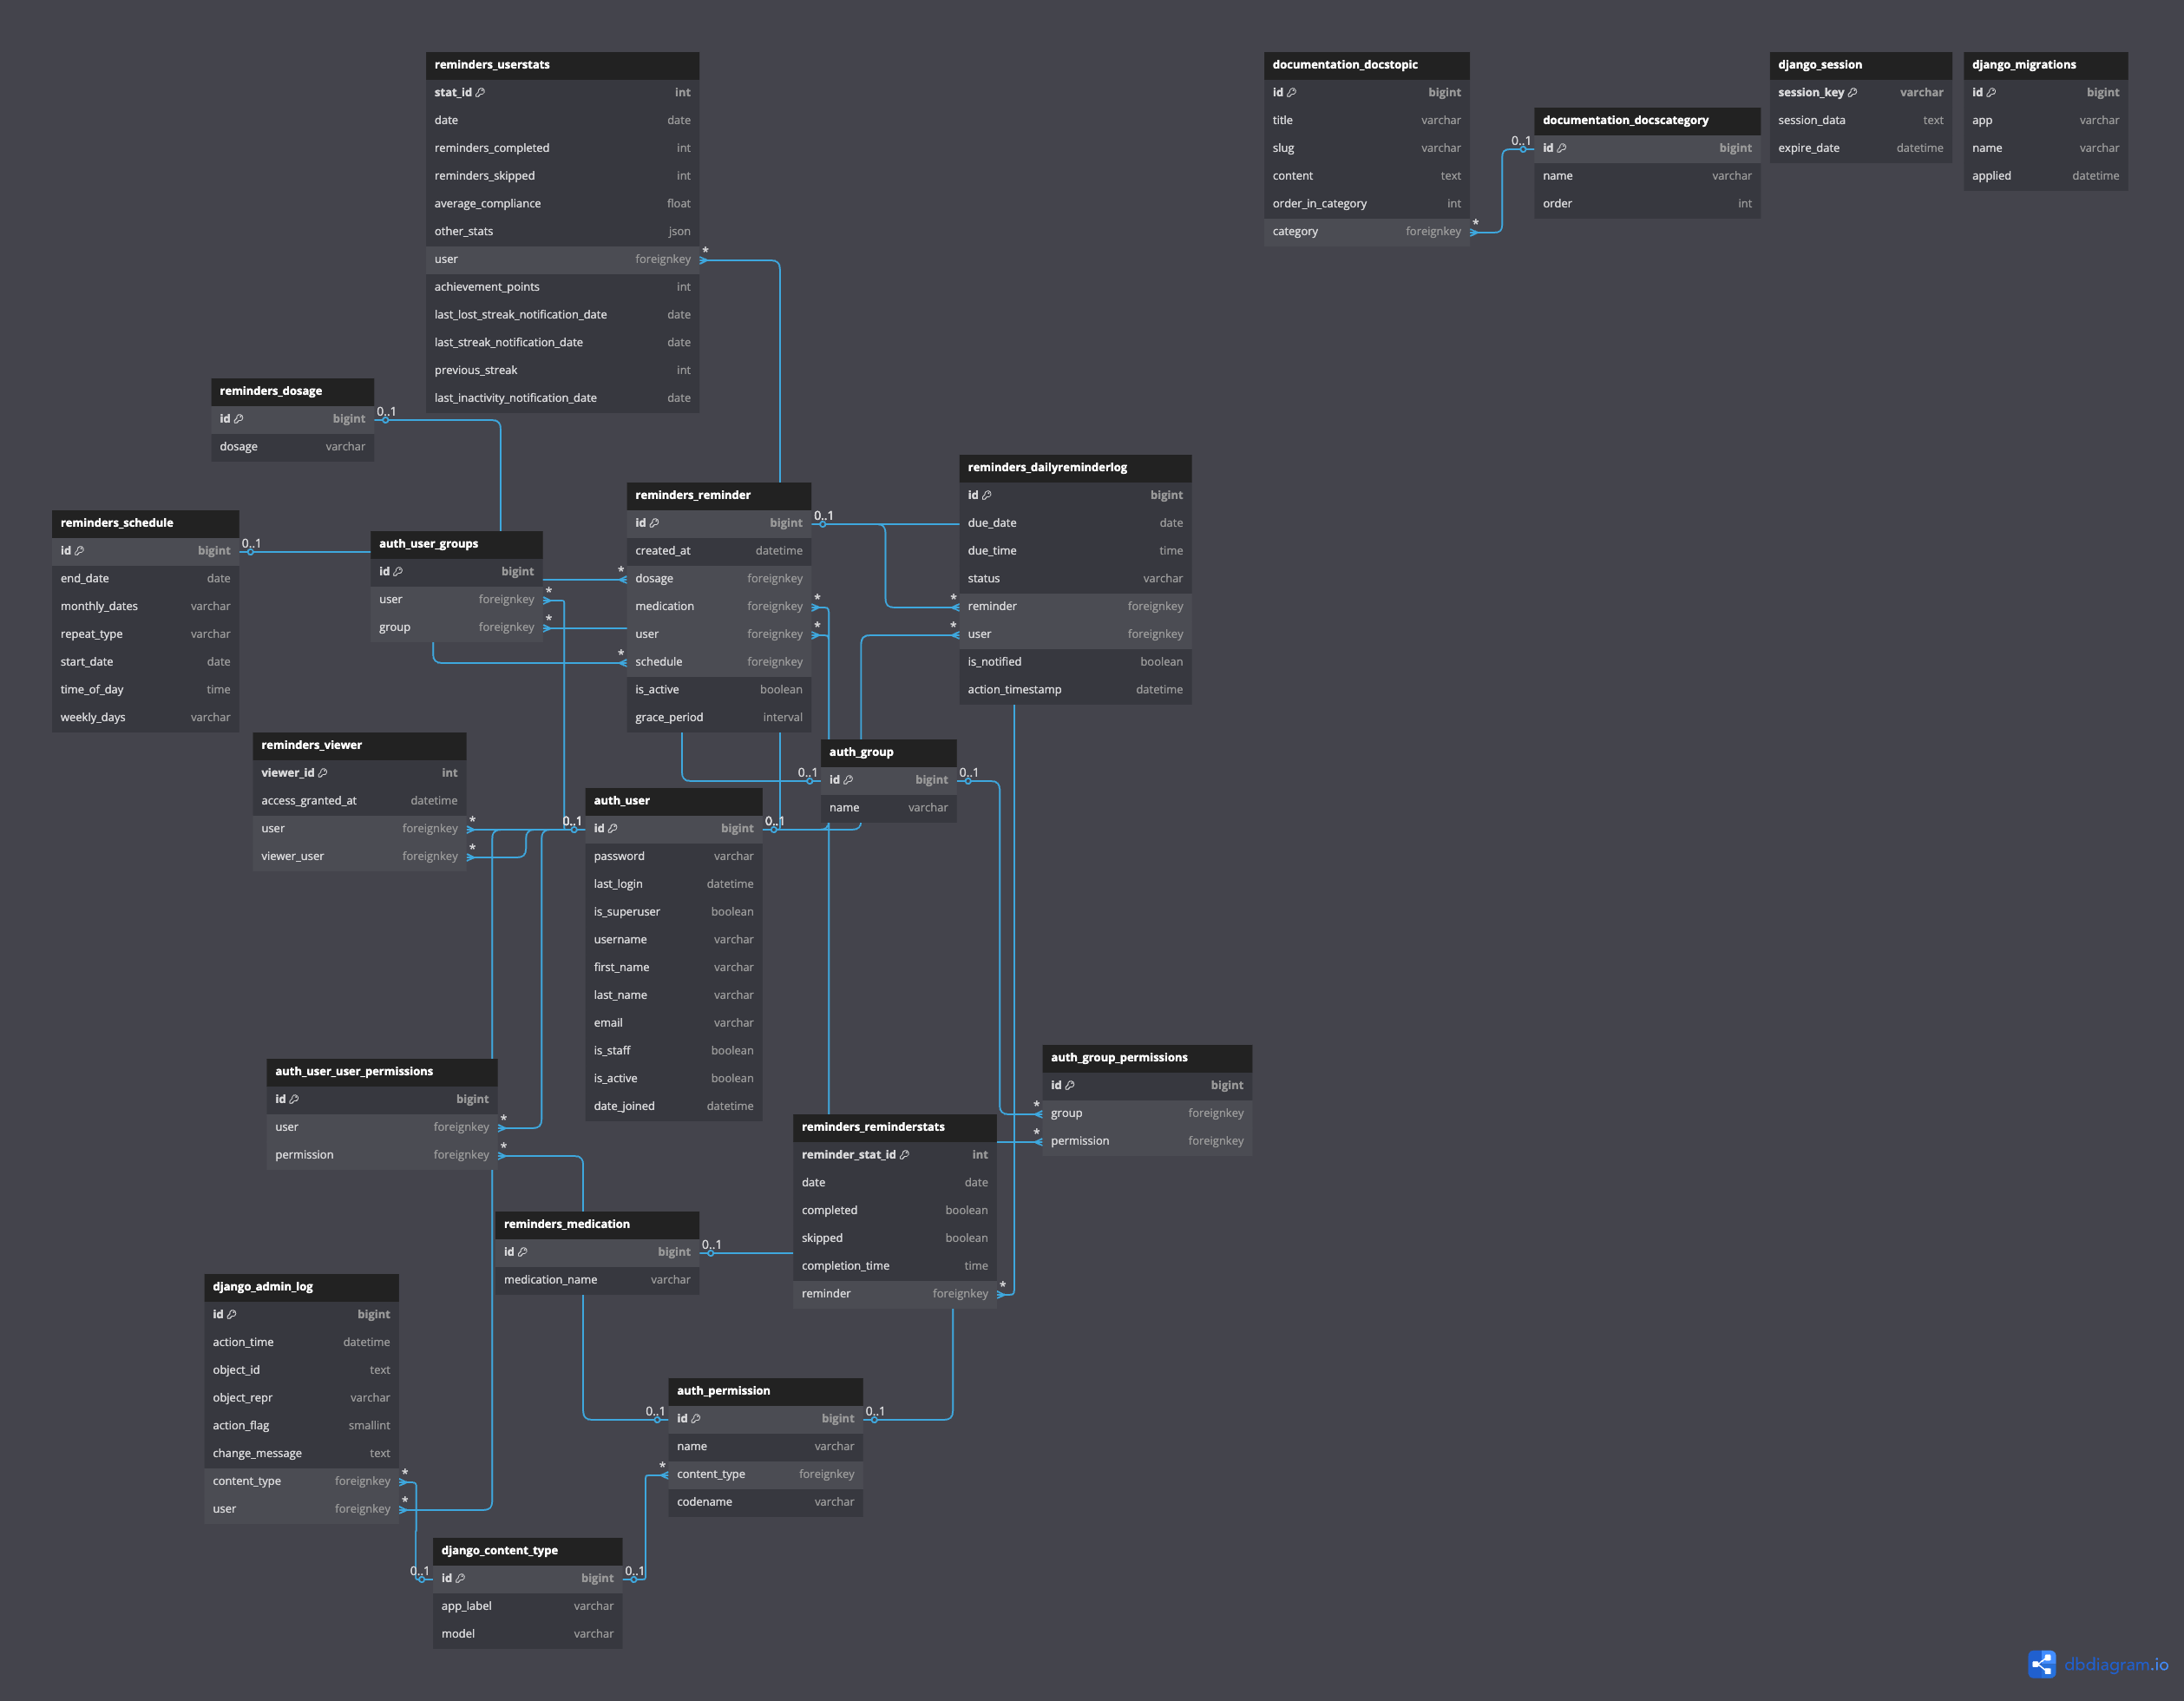 reminders_userstats
stat_id int
date date
reminders_completed int
reminders_skipped int
average_compliance float
other_stats json
user foreignkey
achievement_points int
last_lost_streak_notification_date date
last_streak_notification_date date
previous_streak int
last_inactivity_notification_date date
*
documentation_docstopic
id bigint
title varchar
slug varchar
content text
order_in_category int
category foreignkey
*
0..1
documentation_docscategory
id bigint
name varchar
order int
django_session
session_key varchar
session_data text
expire_date datetime
django_migrations
id bigint
app varchar
name varchar
applied datetime
reminders_dosage
id bigint
dosage varchar
0..1
reminders_schedule
id bigint
end_date date
monthly_dates varchar
repeat_type varchar
start_date date
time_of_day time
weekly_days varchar
0..1
auth_user_groups
id bigint
user foreignkey
group foreignkey
*
*
reminders_reminder
id bigint
created_at datetime
dosage foreignkey
medication foreignkey
user foreignkey
schedule foreignkey
is_active boolean
grace_period interval
0..1
*
*
*
*
reminders_dailyreminderlog
id bigint
due_date date
due_time time
status varchar
reminder foreignkey
user foreignkey
is_notified boolean
action_timestamp datetime
*
*
reminders_viewer
viewer_id int
access_granted_at datetime
user foreignkey
viewer_user foreignkey
*
*
auth_group
id bigint
name varchar
0..1
0..1
auth_user
id bigint
password varchar
last_login datetime
is_superuser boolean
username varchar
first_name varchar
last_name varchar
email varchar
is_staff boolean
is_active boolean
date_joined datetime
0..1
0..1
auth_user_user_permissions
id bigint
user foreignkey
permission foreignkey
*
*
auth_group_permissions
id bigint
group foreignkey
permission foreignkey
*
*
reminders_reminderstats
reminder_stat_id int
date date
completed boolean
skipped boolean
completion_time time
reminder foreignkey
*
reminders_medication
id bigint
medication_name varchar
0..1
django_admin_log
id bigint
action_time datetime
object_id text
object_repr varchar
action_flag smallint
change_message text
content_type foreignkey
user foreignkey
*
*
auth_permission
id bigint
name varchar
content_type foreignkey
codename varchar
0..1
0..1
*
django_content_type
id bigint
app_label varchar
model varchar
0..1
0..1
dbdiagram.io